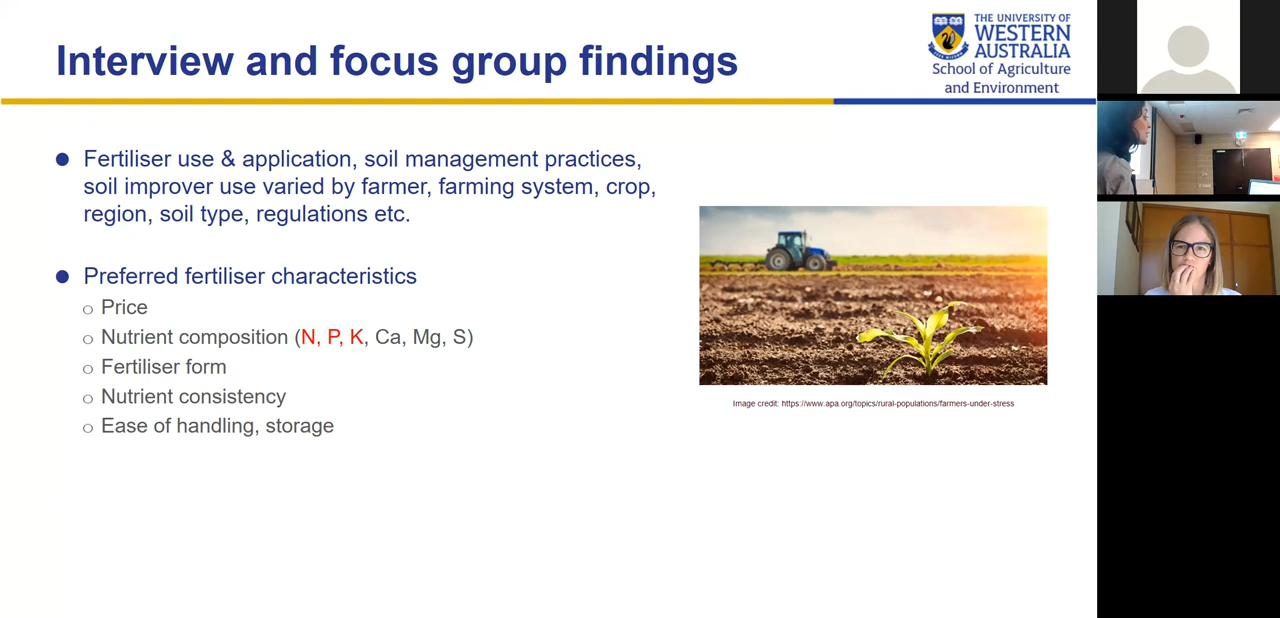 Interview and focus group findings
THE UNIVERSITY OF
WESTERN
AUSTRALIA
School of Agriculture
and Environment
Fertiliser use & application, soil management practices,
soil improver use varied by farmer, farming system, crop,
region, soil type, regulations etc.
Preferred fertiliser characteristics
Price
Nutrient composition (N, P, K, Ca, Mg, S)
Fertiliser form
Nutrient consistency
Ease of handling, storage
Image credit: https://www.apa.org/topics/rural-populations/farmers-under-stress